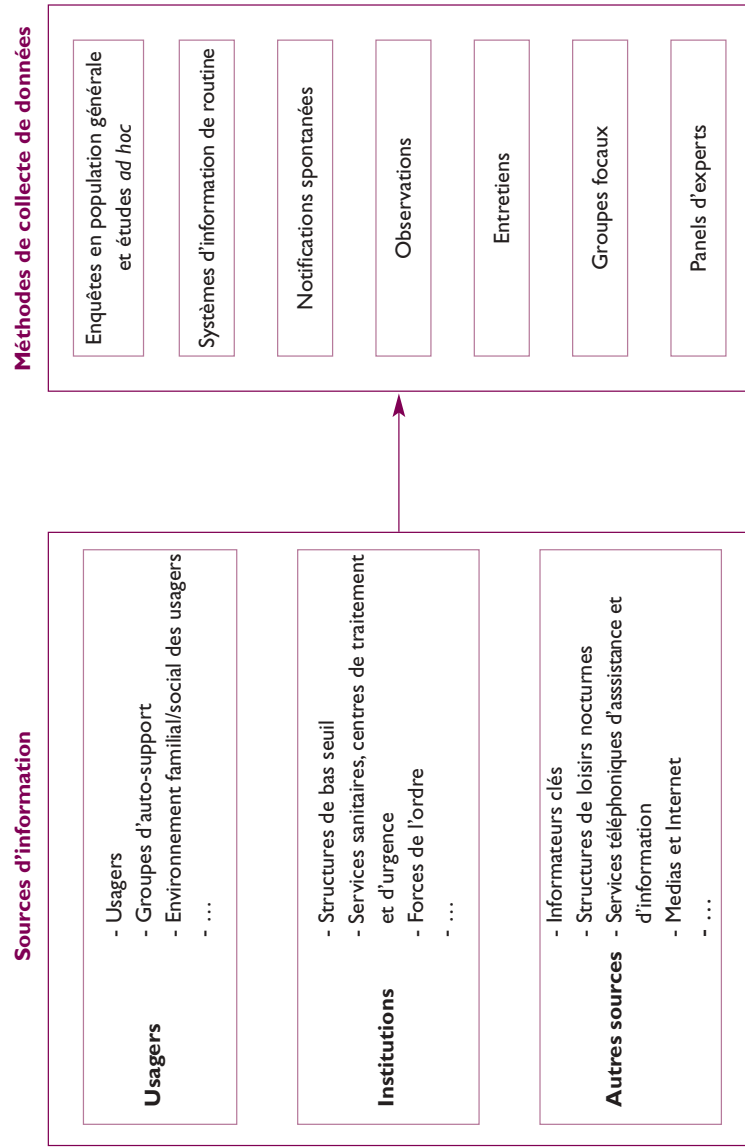 Sources d’information
Usagers
- Usagers
- Groupes d’auto-support
- Environnement familial/social des usagers
- …
Institutions
- Structures de bas seuil
- Services sanitaires, centres de traitement
et d’urgence
- Forces de l’ordre
- …
Autres sources
- Informateurs clés
- Structures de loisirs nocturnes
- Services téléphoniques d’asssistance et
d’information
- Medias et Internet
- …
Méthodes de collecte de données
Enquêtes en population générale
et études ad hoc
Systèmes d’information de routine
Notifications spontanées
Observations
Entretiens
Groupes focaux
Panels d’experts